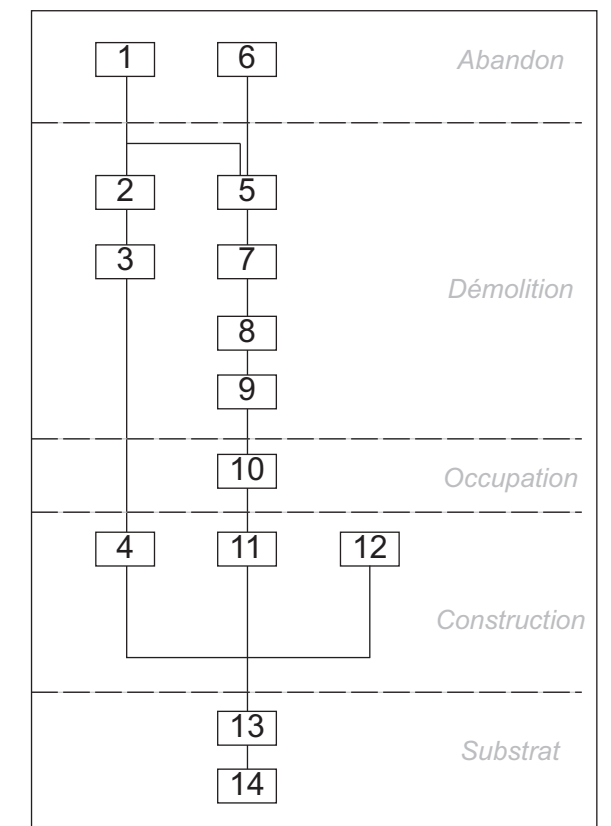 1 6 Abandon
2 5
3 7
Démolition
8
9
10 Occupation
4 11 12
Construction
13
Substrat
14